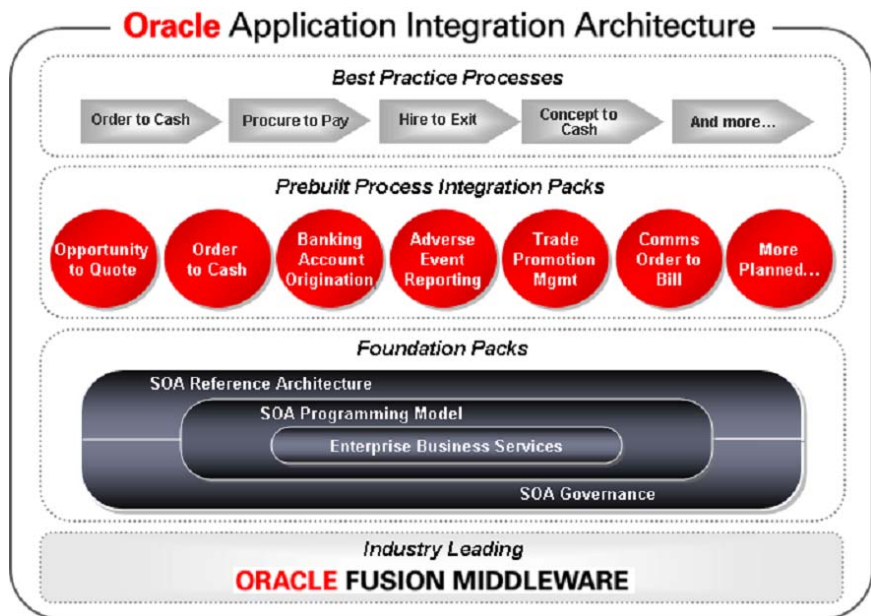 Oracle Application Integration Architecture
Best Practice Processes
Order to Cash
Procure to Pay
Hire to Exit
Concept to
Cash
And more...
Prebuilt Process Integration Packs
Opportunity
to Quote
Order
to Cash
Banking
Account
Origination
Adverse
Event
Reporting
Trade
Promotion
Mgmt
Comms
Order to
Bill
More
Planned...
Foundation Packs
SOA Reference Architecture
SOA Programming Model
Enterprise Business Services
SOA Governance
Industry Leading
ORACLE FUSION MIDDLEWARE